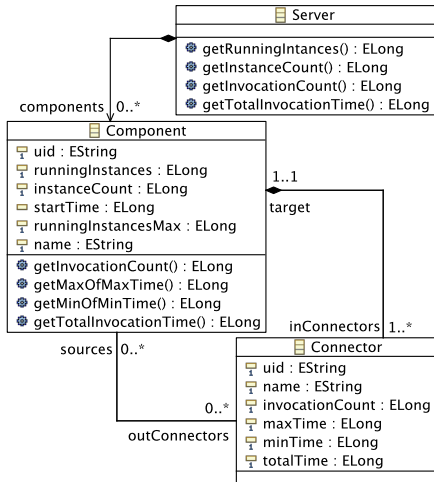 Server
getRunningIntances() : ELong
getInstanceCount() : ELong
getInvocationCount() : ELong
getTotalInvocationTime() : ELong
components 0..*
Component
uid : EString
runningInstances : ELong
instanceCount : ELong
startTime : ELong
runningInstancesMax : ELong
name : EString
getInvocationCount() : ELong
getMaxOfMaxTime() : ELong
getMinOfMinTime() : ELong
getTotalInvocationTime() : ELong
1..1
target
inConnectors 1..*
sources 0..*
0..*
outConnectors
Connector
uid : EString
name : EString
invocationCount : ELong
maxTime : ELong
minTime : ELong
totalTime : ELong